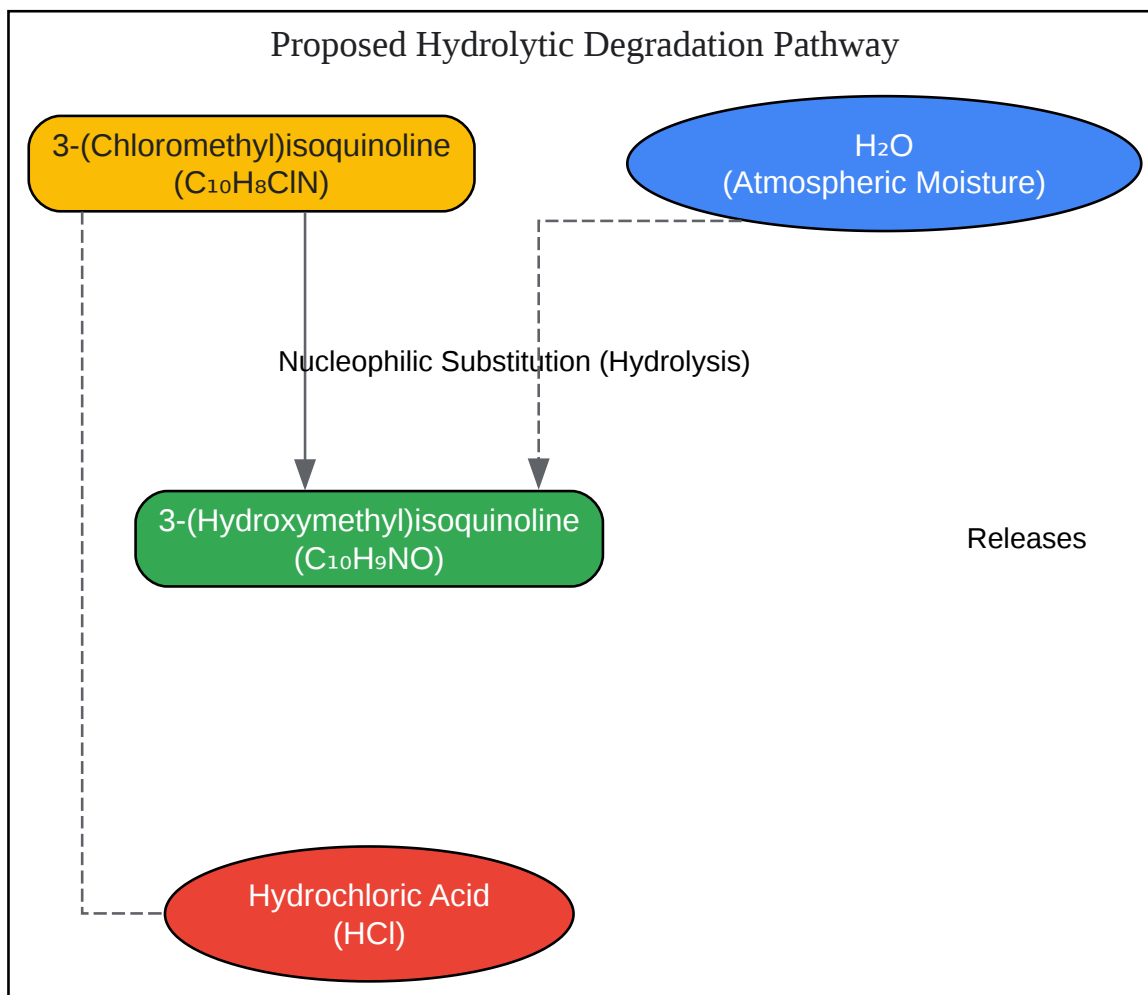 Proposed Hydrolytic Degradation Pathway
3-(Chloromethyl)isoquinoline
(C₁₀H₈ClN)
H₂O
(Atmospheric Moisture)
Nucleophilic Substitution (Hydrolysis)
3-(Hydroxymethyl)isoquinoline
(C₁₀H₉NO)
Releases
Hydrochloric Acid
(HCl)